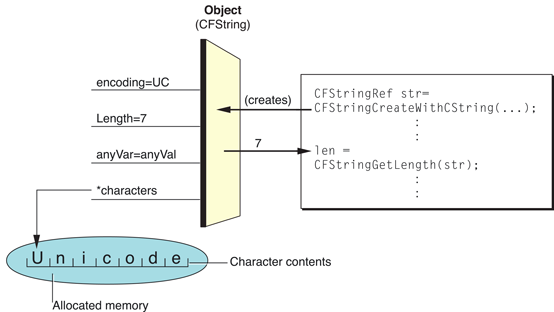 Object
(CFString)
encoding=UC
Length=7
anyVar=anyVal
*characters
(creates)
7
CFStringRef str=
CFStringCreateWithCString(...);
:
:
len =
CFStringGetLength(str);
:
:
U n i c o d e
Character contents
Allocated memory